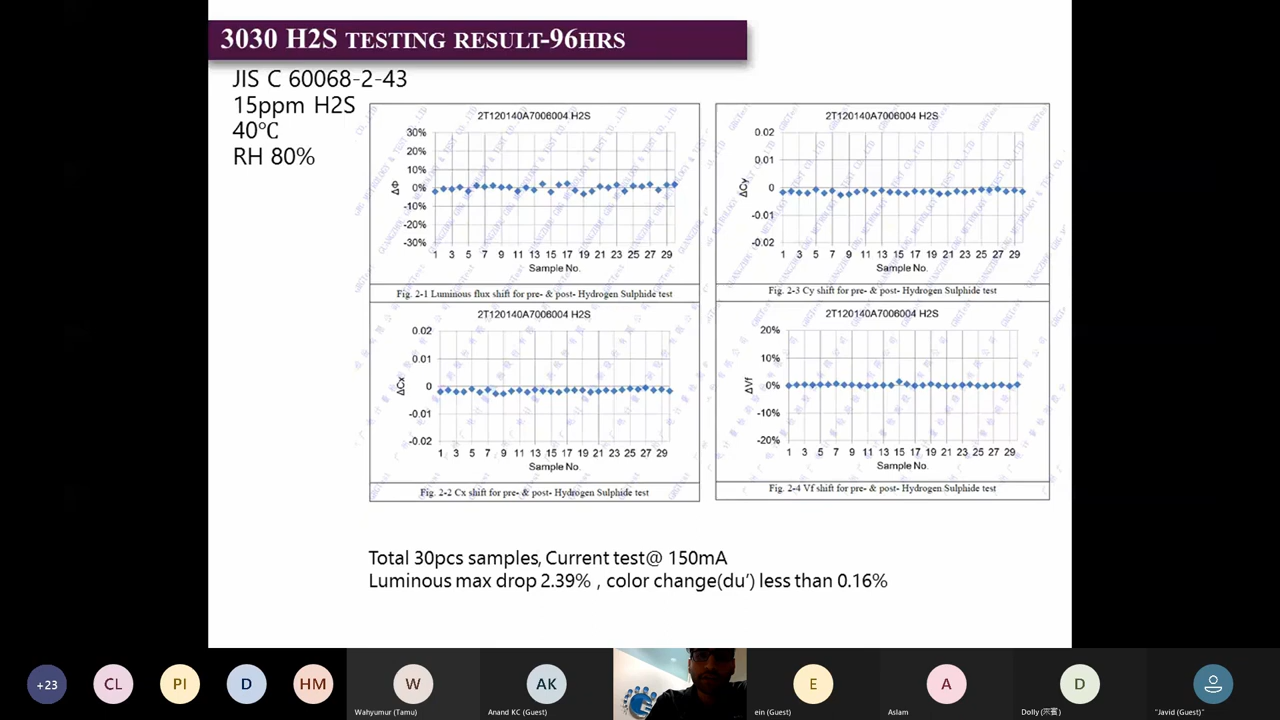 3030 H2S TESTING RESULT-96HRS
JIS C 60068-2-43
15ppm H2S
40℃
RH 80%
2T120140A7006004 H2S
30%
20%
10%
0%
-10%
-20%
-30%
ΔΦ
1 3 5 7 9 11 13 15 17 19 21 23 25 27 29
Sample No.
Fig. 2-1 Luminous flux shift for pre- & post- Hydrogen Sulphide test
2T120140A7006004 H2S
0.02
0.01
0
-0.01
-0.02
ΔCy
1 3 5 7 9 11 13 15 17 19 21 23 25 27 29
Sample No.
Fig. 2-3 Cy shift for pre- & post- Hydrogen Sulphide test
2T120140A7006004 H2S
0.02
0.01
0
-0.01
-0.02
ΔCx
1 3 5 7 9 11 13 15 17 19 21 23 25 27 29
Sample No.
Fig. 2-2 Cx shift for pre- & post- Hydrogen Sulphide test
2T120140A7006004 H2S
20%
10%
0%
-10%
-20%
ΔVf
1 3 5 7 9 11 13 15 17 19 21 23 25 27 29
Sample No.
Fig. 2-4 Vf shift for pre- & post- Hydrogen Sulphide test
Total 30pcs samples, Current test@ 150mA
Luminous max drop 2.39% , color change(du’) less than 0.16%
+23 CL PI D HM W AK E A D
Wahyumur (Tamu) Anand KC (Guest) ein (Guest) Aslam Dolly "Javid (Guest)"